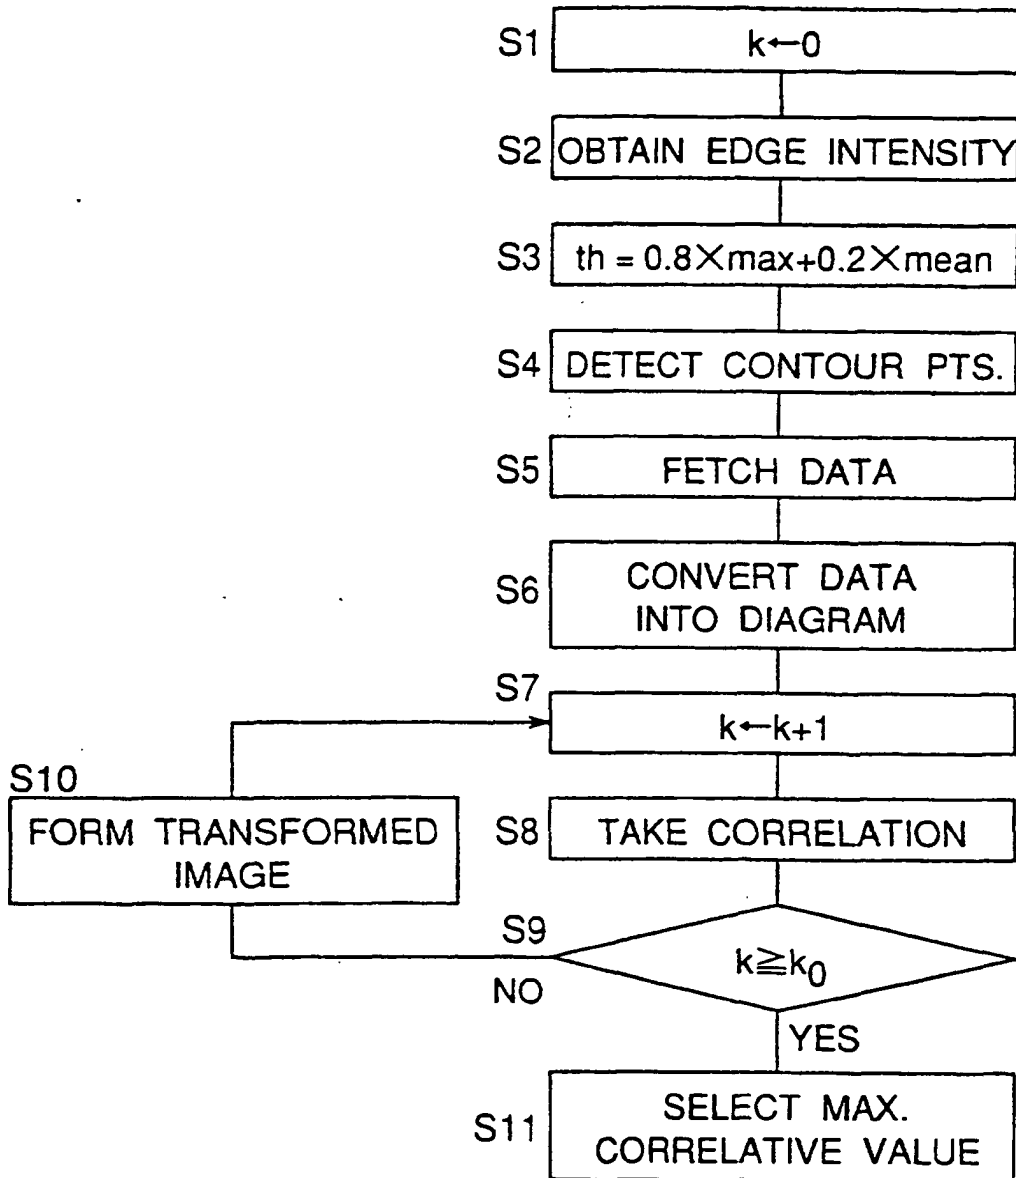 S1
k←0
S2
OBTAIN EDGE INTENSITY
S3
th = 0.8×max+0.2×mean
S4
DETECT CONTOUR PTS.
S5
FETCH DATA
S6
CONVERT DATA
INTO DIAGRAM
S7
k←k+1
S10
FORM TRANSFORMED
IMAGE
S8
TAKE CORRELATION
S9
k≧k0
NO
YES
S11
SELECT MAX.
CORRELATIVE VALUE